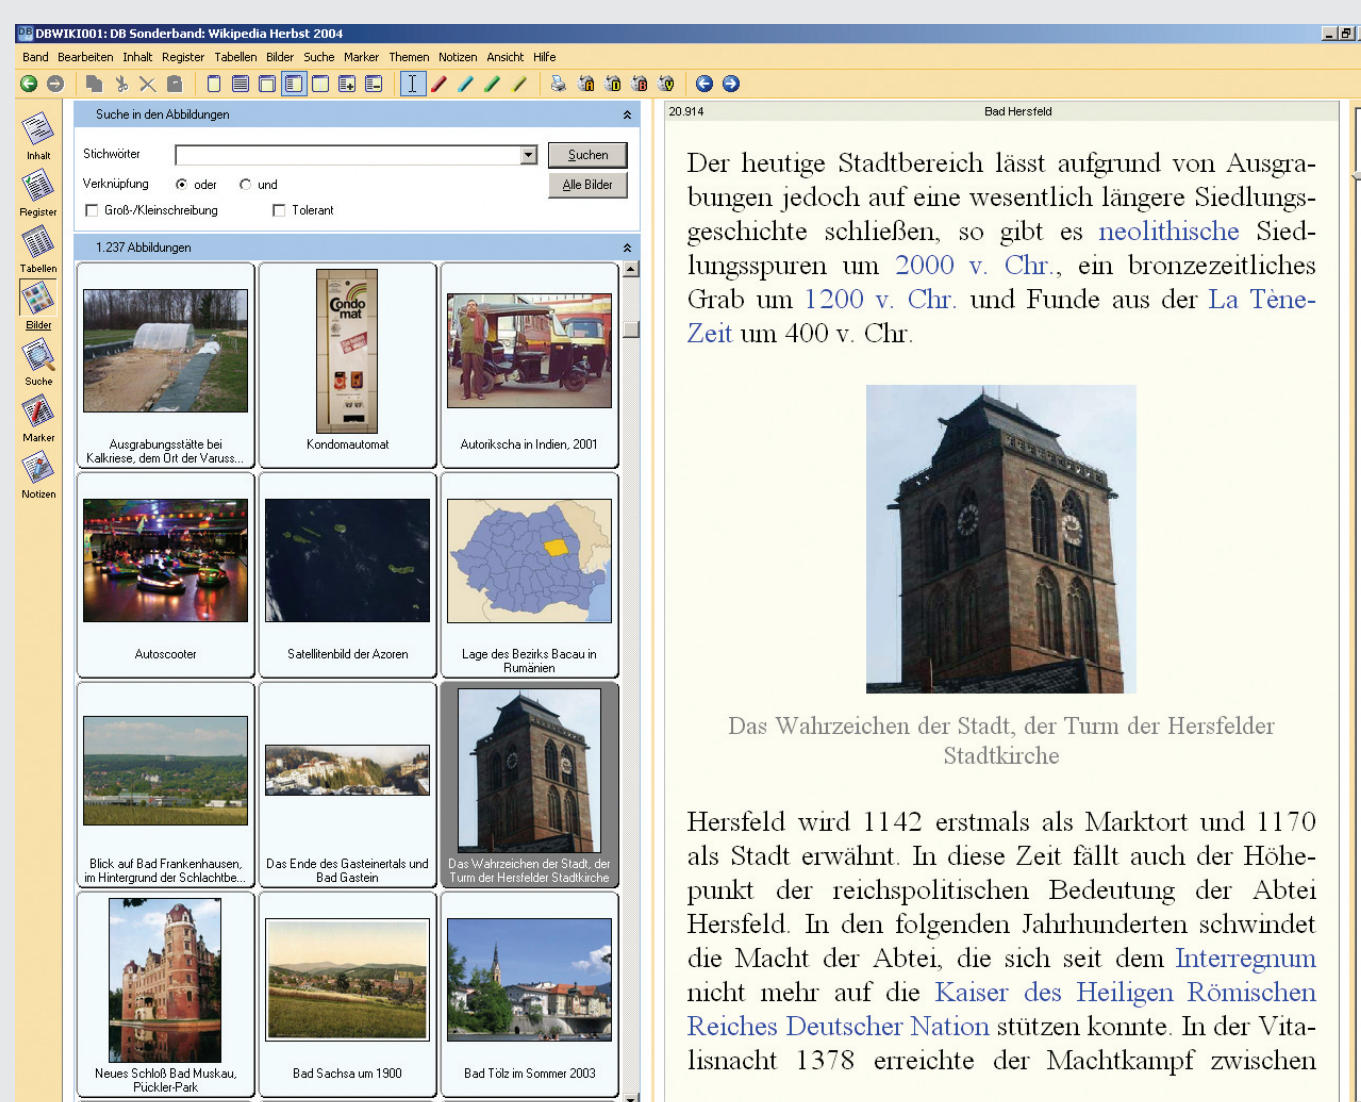 DBWIKI001: DB Sonderband: Wikipedia Herbst 2004
Band Bearbeiten Inhalt Register Tabellen Bilder Suche Marker Themen Notizen Ansicht Hilfe
Inhalt
Register
Tabellen
Bilder
Suche
Marker
Notizen
Suche in den Abbildungen
Stichwörter
Suchen
Verknüpfung oder und
Alle Bilder
Groß-/Kleinschreibung Tolerant
1.237 Abbildungen
Condo
mat
Ausgrabungsstätte bei
Kalkriese, dem Ort der Varuss...
Kondomautomat
Autorikscha in Indien, 2001
Autoscooter
Satellitenbild der Azoren
Lage des Bezirks Bacau in
Rumänien
Blick auf Bad Frankenhausen,
im Hintergrund der Schlachtbe...
Das Ende des Gasteinertals und
Bad Gastein
Das Wahrzeichen der Stadt, der
Turm der Hersfelder Stadtkirche
Neues Schloß Bad Muskau,
Pückler-Park
Bad Sachsa um 1900
Bad Tölz im Sommer 2003
20.914 Bad Hersfeld
Der heutige Stadtbereich lässt aufgrund von Ausgra-
bungen jedoch auf eine wesentlich längere Siedlungs-
geschichte schließen, so gibt es neolithische Sied-
lungsspuren um 2000 v. Chr., ein bronzezeitliches
Grab um 1200 v. Chr. und Funde aus der La Tène-
Zeit um 400 v. Chr.
Das Wahrzeichen der Stadt, der Turm der Hersfelder
Stadtkirche
Hersfeld wird 1142 erstmals als Marktort und 1170
als Stadt erwähnt. In diese Zeit fällt auch der Höhe-
punkt der reichspolitischen Bedeutung der Abtei
Hersfeld. In den folgenden Jahrhunderten schwindet
die Macht der Abtei, die sich seit dem Interregnum
nicht mehr auf die Kaiser des Heiligen Römischen
Reiches Deutscher Nation stützen konnte. In der Vita-
lisnacht 1378 erreichte der Machtkampf zwischen